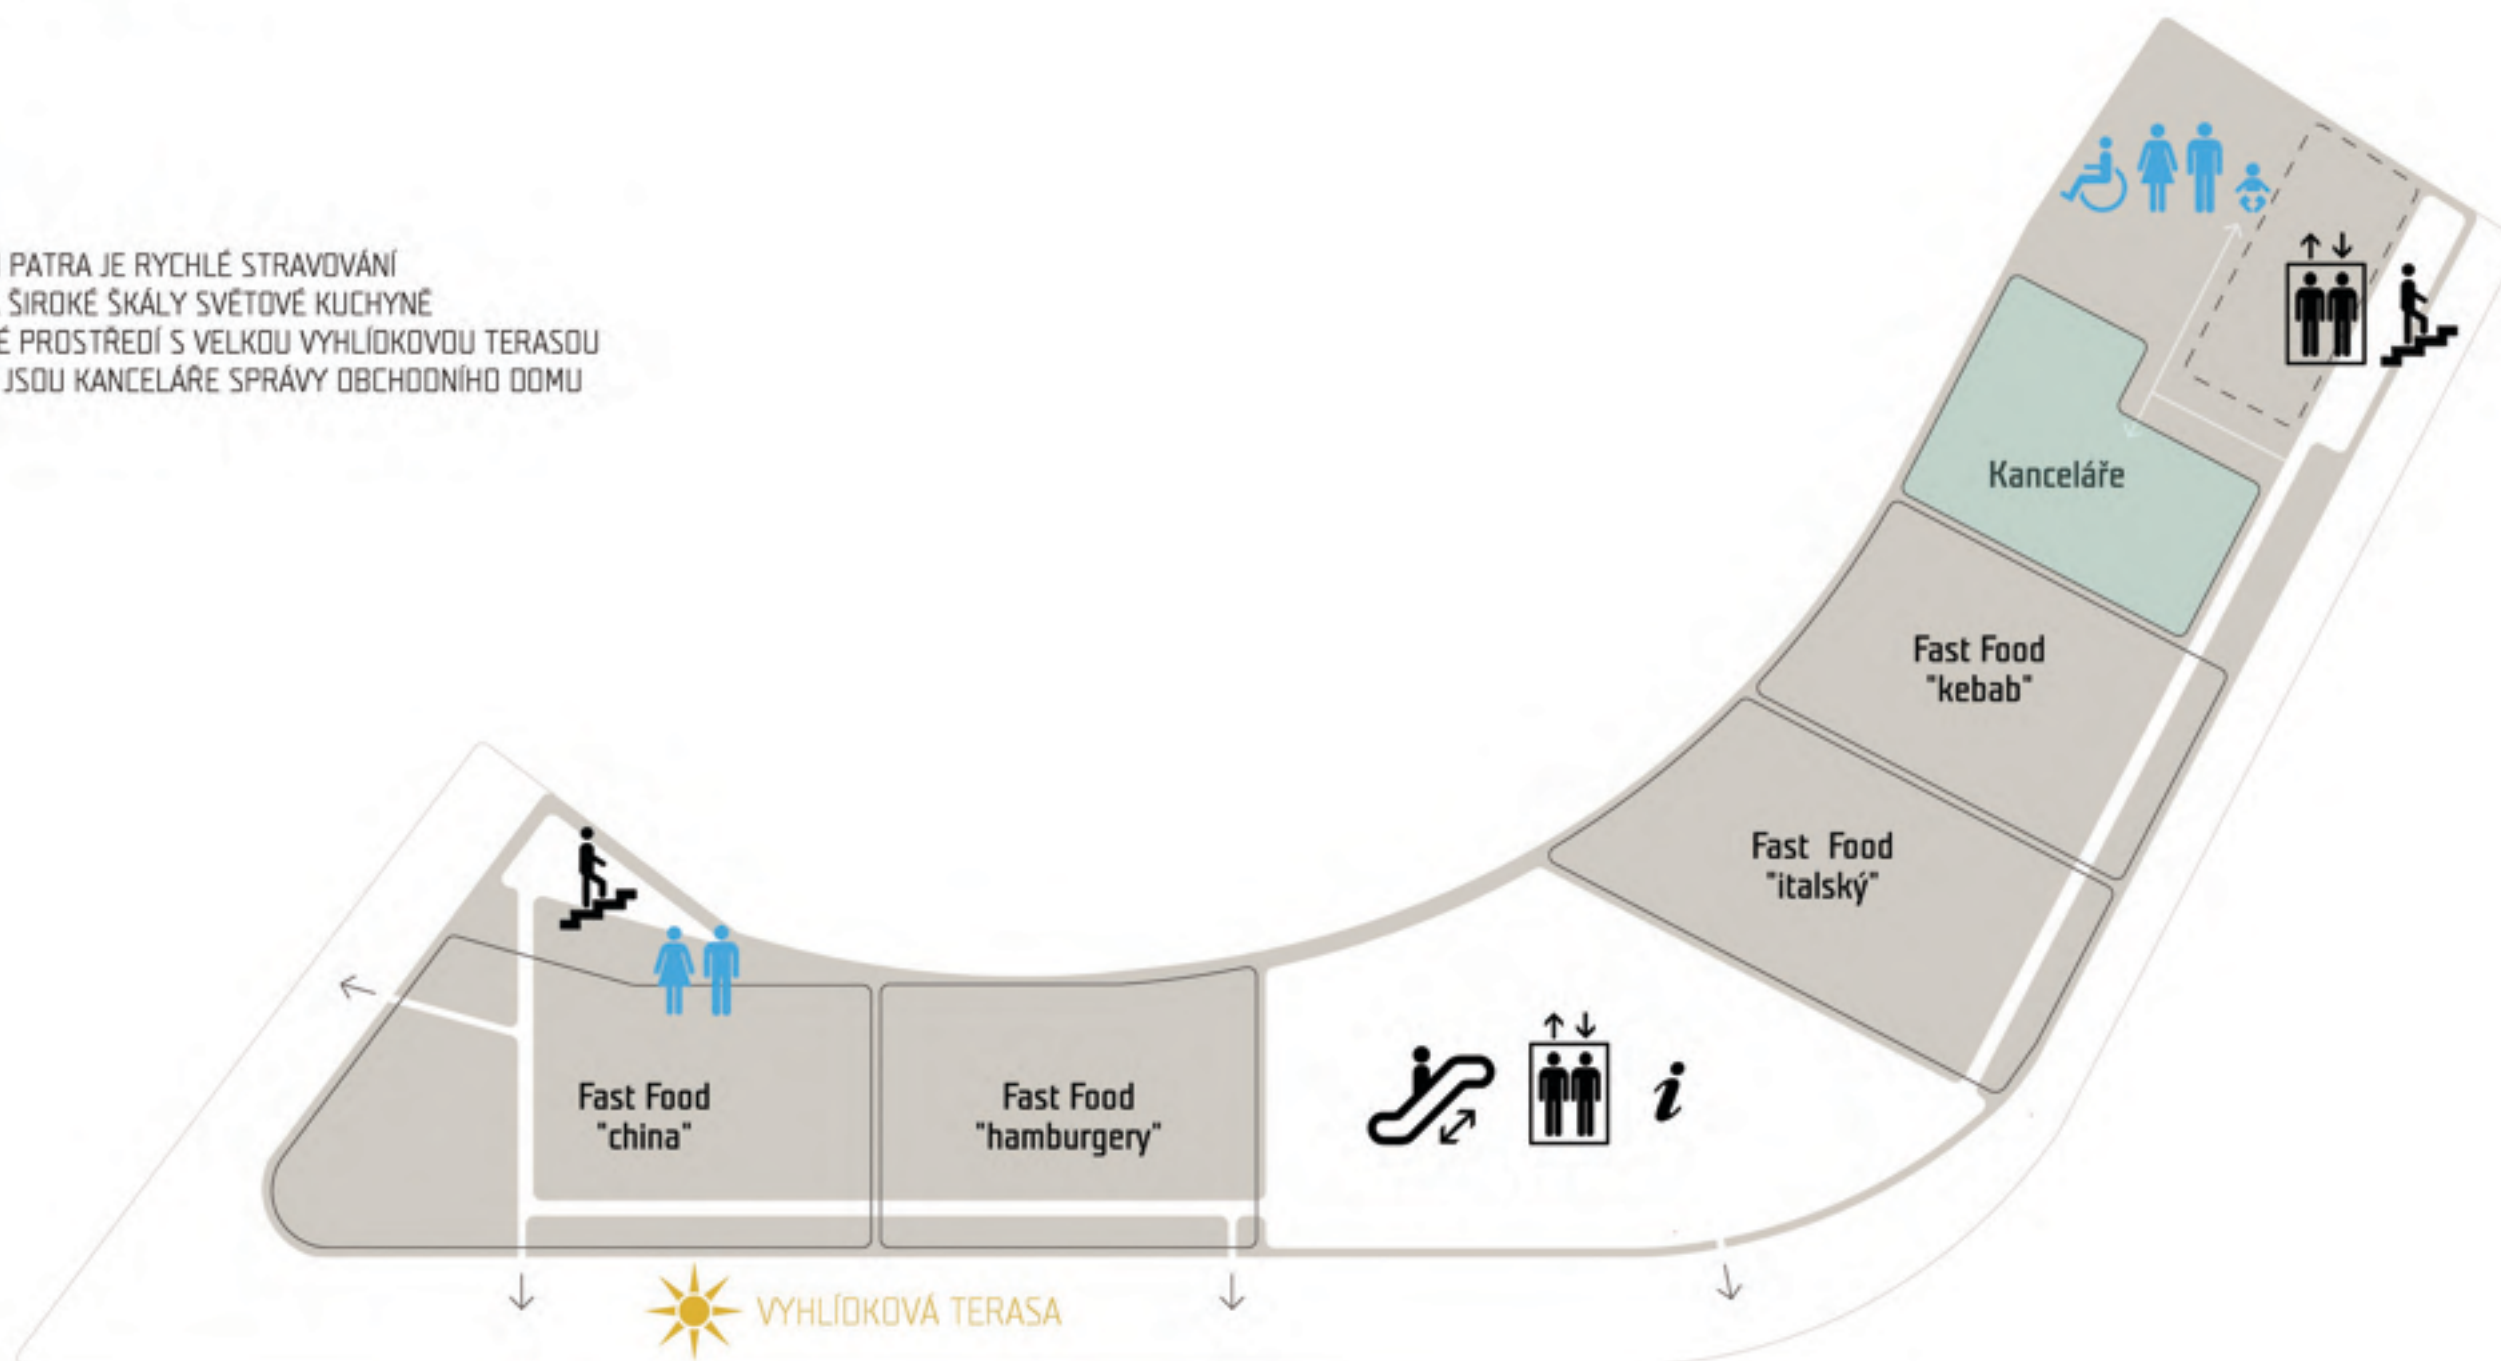 PATRA JE RYCHLÉ STRAVOVÁNÍ
ŠIROKÉ ŠKÁLY SVĚTOVÉ KUCHYNĚ
PROSTŘEDÍ S VELKOU VYHLÍDKOVOU TERASOU
JSOU KANCELÁŘE SPRÁVY OBCHODNÍHO DOMU
Kanceláře
Fast Food
"kebab"
Fast Food
"italský"
Fast Food
"china"
Fast Food
"hamburgery"
i
VYHLÍDKOVÁ TERASA